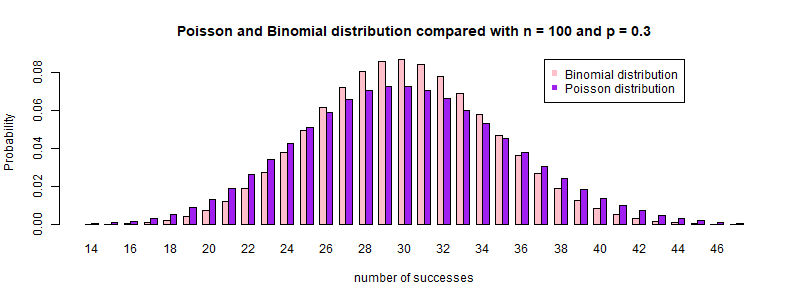 Poisson and Binomial distribution compared with n = 100 and p = 0.3
Binomial distribution
Poisson distribution
Probability
0.08
0.06
0.04
0.02
0.00
14 16 18 20 22 24 26 28 30 32 34 36 38 40 42 44 46
number of successes